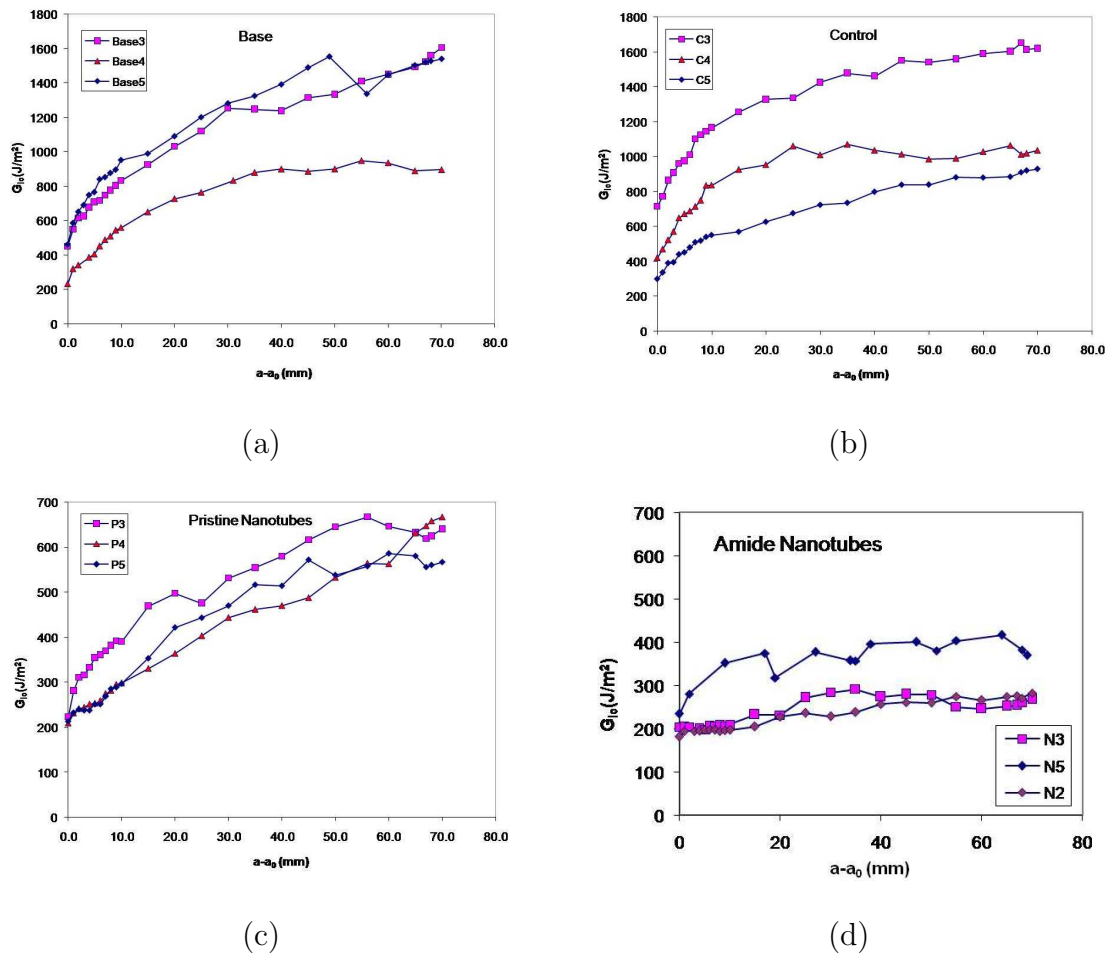 Base
Base3
Base4
Base5
G_Ic(J/m²)
1800
1600
1400
1200
1000
800
600
400
200
0
0.0 10.0 20.0 30.0 40.0 50.0 60.0 70.0 80.0
a-a₀ (mm)
(a)
Control
C3
C4
C5
G_Ic(J/m²)
1800
1600
1400
1200
1000
800
600
400
200
0
0.0 10.0 20.0 30.0 40.0 50.0 60.0 70.0 80.0
a-a₀ (mm)
(b)
Pristine Nanotubes
P3
P4
P5
G_Ic(J/m²)
700
600
500
400
300
200
100
0
0.0 10.0 20.0 30.0 40.0 50.0 60.0 70.0 80.0
a-a₀ (mm)
(c)
Amide Nanotubes
G_Ic(J/m²)
700
600
500
400
300
200
100
0
N3
N5
N2
0 20 40 60 80
a-a₀ (mm)
(d)